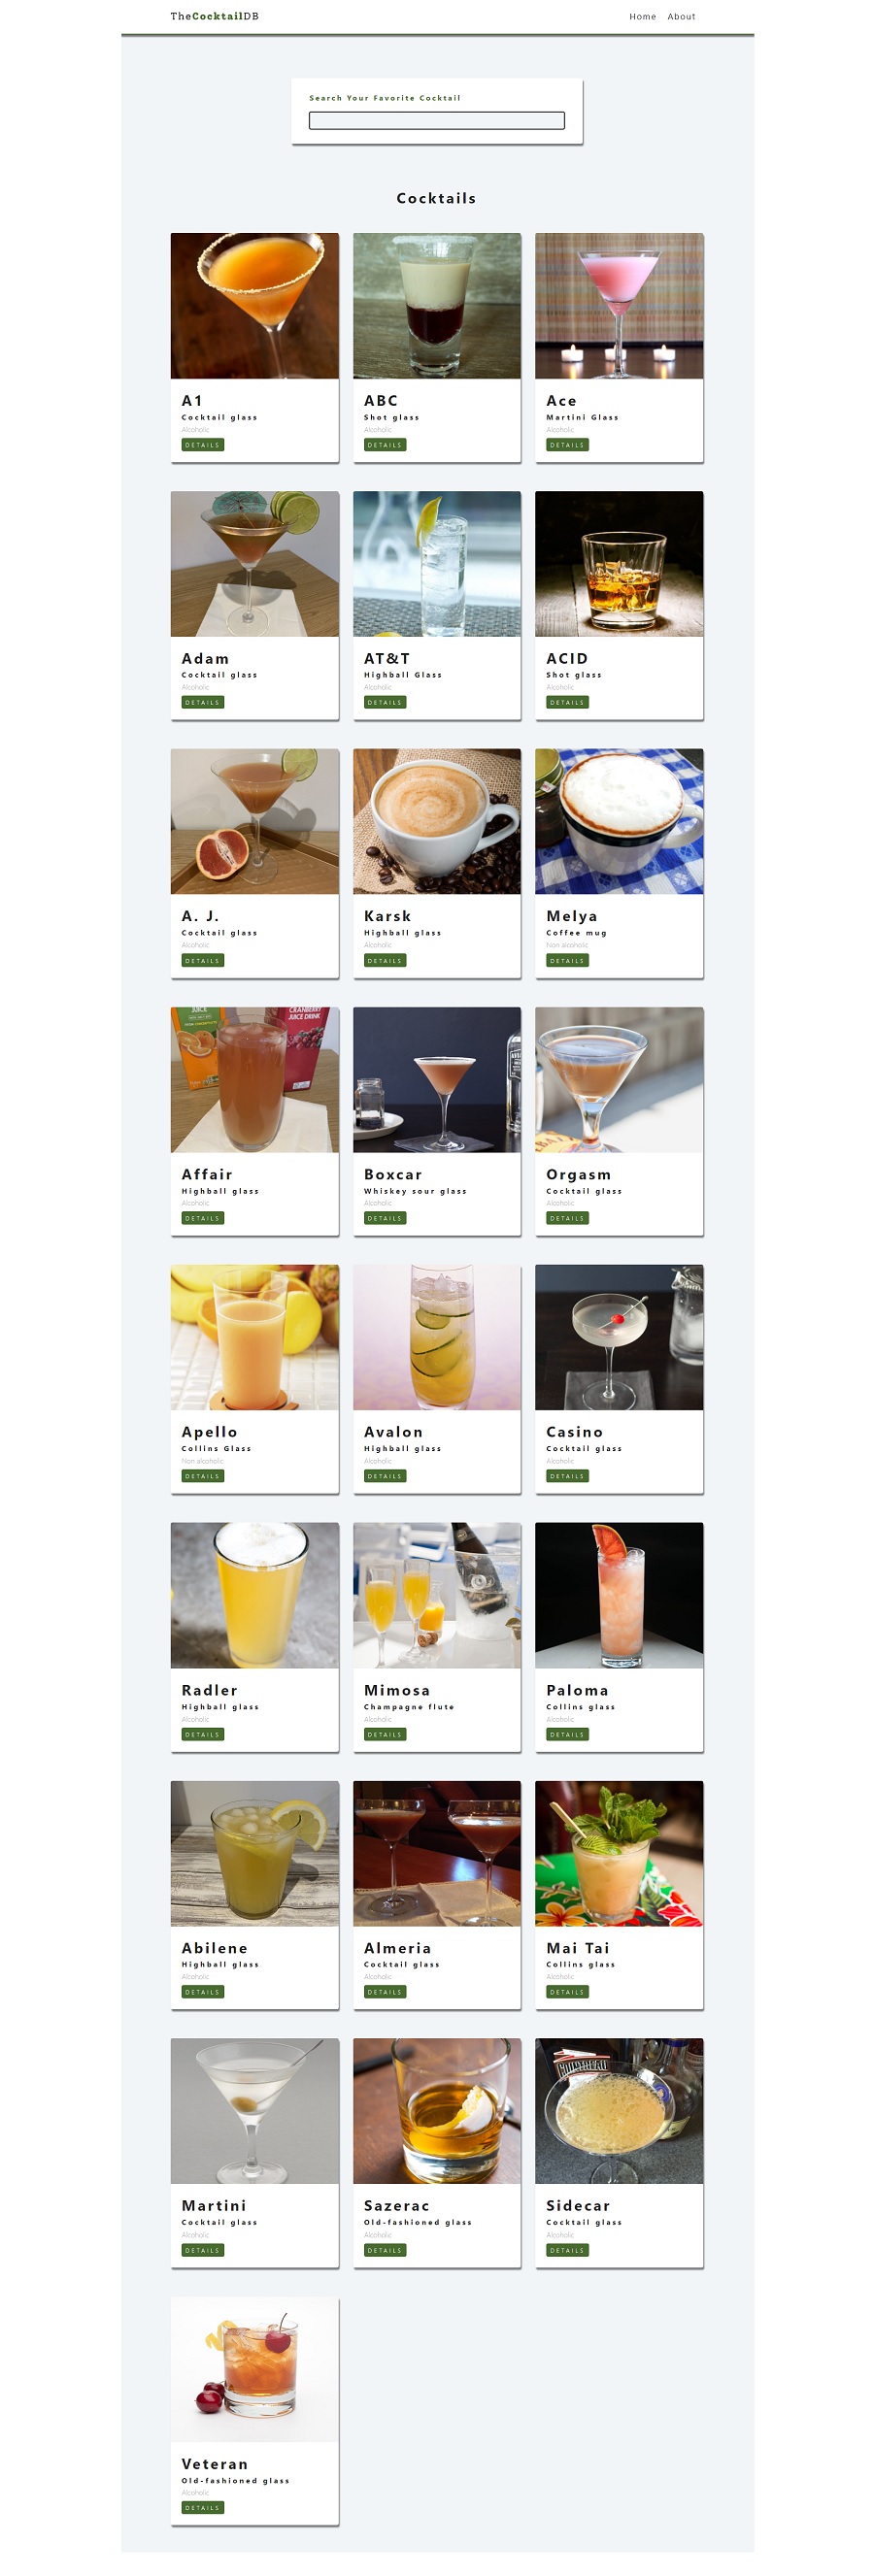 TheCocktailDB
Home About
Search Your Favorite Cocktail
Cocktails
A1
Cocktail glass
Alcoholic
DETAILS
ABC
Shot glass
Alcoholic
DETAILS
Ace
Martini Glass
Alcoholic
DETAILS
Adam
Cocktail glass
Alcoholic
DETAILS
AT&T
Highball Glass
Alcoholic
DETAILS
ACID
Shot glass
Alcoholic
DETAILS
A. J.
Cocktail glass
Alcoholic
DETAILS
Karsk
Highball glass
Alcoholic
DETAILS
Melya
Coffee mug
Non alcoholic
DETAILS
JUICE
CRANBERRY
JUICE DRINK
Affair
Highball glass
Alcoholic
DETAILS
Boxcar
Whiskey sour glass
Alcoholic
DETAILS
Orgasm
Cocktail glass
Alcoholic
DETAILS
Apello
Collins Glass
Non alcoholic
DETAILS
Avalon
Highball glass
Alcoholic
DETAILS
Casino
Cocktail glass
Alcoholic
DETAILS
Radler
Highball glass
Alcoholic
DETAILS
Mimosa
Champagne flute
Alcoholic
DETAILS
Paloma
Collins glass
Alcoholic
DETAILS
Abilene
Highball glass
Alcoholic
DETAILS
Almeria
Cocktail glass
Alcoholic
DETAILS
Mai Tai
Collins glass
Alcoholic
DETAILS
Martini
Cocktail glass
Alcoholic
DETAILS
Sazerac
Old-fashioned glass
Alcoholic
DETAILS
Sidecar
Cocktail glass
Alcoholic
DETAILS
Veteran
Old-fashioned glass
Alcoholic
DETAILS